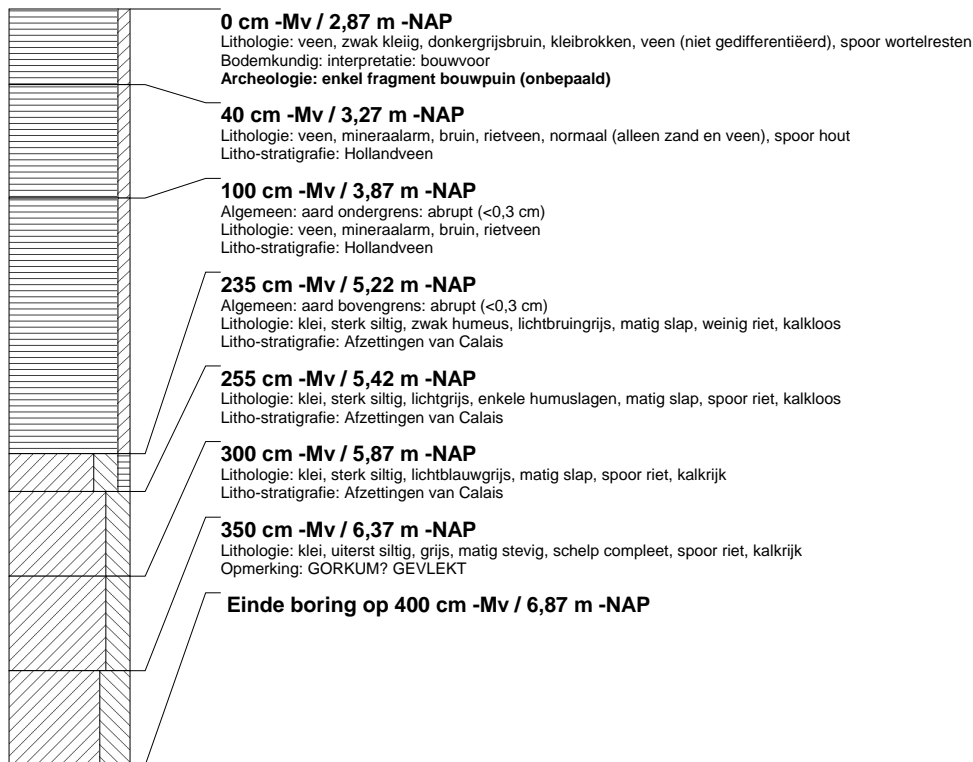 0 cm -Mv / 2,87 m -NAP
Lithologie: veen, zwak kleiig, donkergrijsbruin, kleibrokken, veen (niet gedifferentiëerd), spoor wortelresten
Bodemkundig: interpretatie: bouwvoor
Archeologie: enkel fragment bouwpuin (onbepaald)
40 cm -Mv / 3,27 m -NAP
Lithologie: veen, mineraalarm, bruin, rietveen, normaal (alleen zand en veen), spoor hout
Litho-stratigrafie: Hollandveen
100 cm -Mv / 3,87 m -NAP
Algemeen: aard ondergrens: abrupt (<0,3 cm)
Lithologie: veen, mineraalarm, bruin, rietveen
Litho-stratigrafie: Hollandveen
235 cm -Mv / 5,22 m -NAP
Algemeen: aard bovengrens: abrupt (<0,3 cm)
Lithologie: klei, sterk siltig, zwak humeus, lichtbruingrijs, matig slap, weinig riet, kalkloos
Litho-stratigrafie: Afzettingen van Calais
255 cm -Mv / 5,42 m -NAP
Lithologie: klei, sterk siltig, lichtgrijs, enkele humuslagen, matig slap, spoor riet, kalkloos
Litho-stratigrafie: Afzettingen van Calais
300 cm -Mv / 5,87 m -NAP
Lithologie: klei, sterk siltig, lichtblauwgrijs, matig slap, spoor riet, kalkrijk
Litho-stratigrafie: Afzettingen van Calais
350 cm -Mv / 6,37 m -NAP
Lithologie: klei, uiterst siltig, grijs, matig stevig, schelp compleet, spoor riet, kalkrijk
Opmerking: GORKUM? GEVLEKT
Einde boring op 400 cm -Mv / 6,87 m -NAP